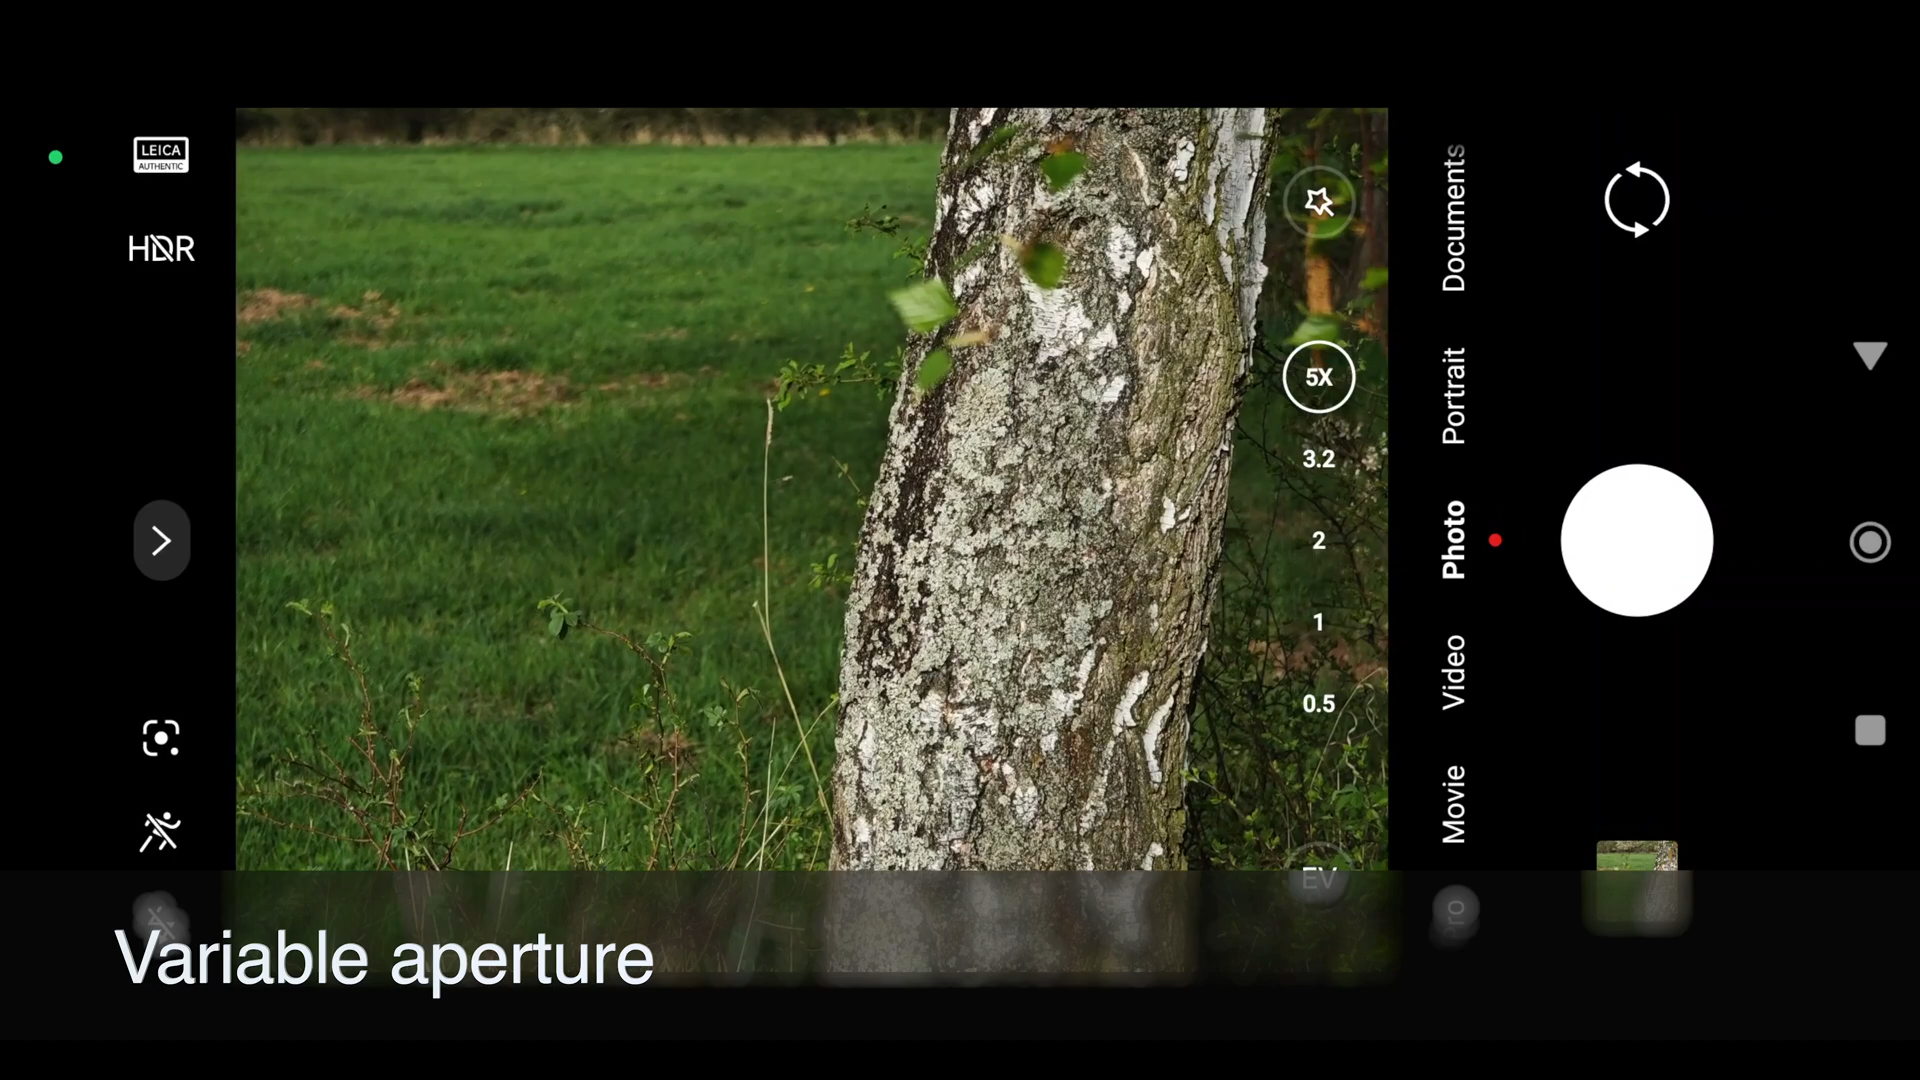 LEICA
AUTHENTIC
HDR
5X
3.2
2
1
0.5
EV
Documents
Portrait
Photo
Video
Movie
Variable aperture